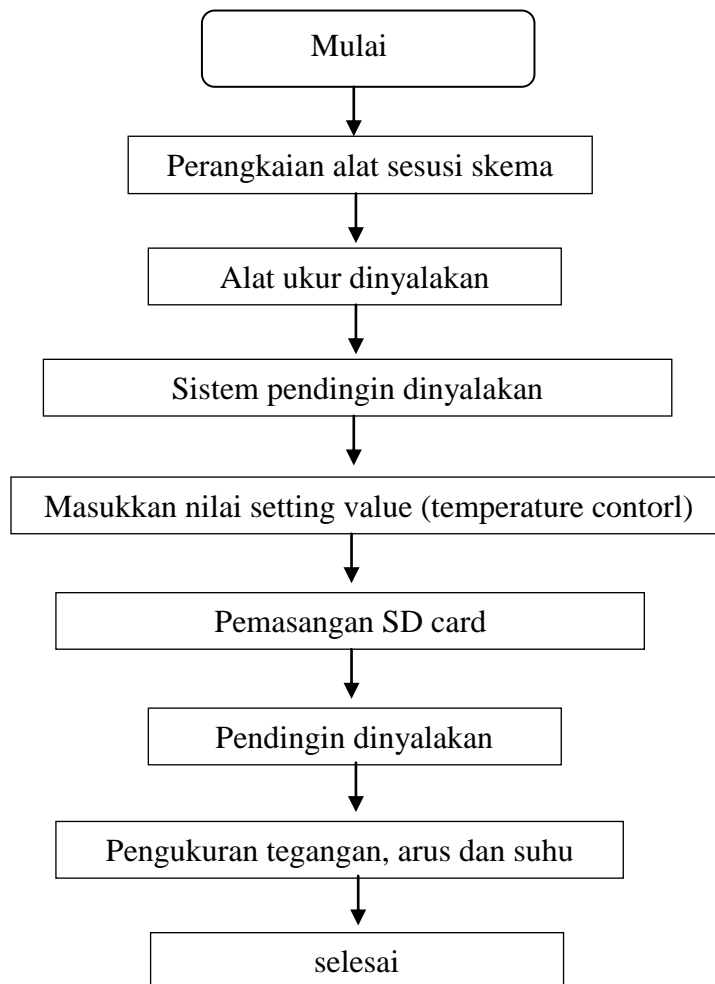 Mulai
Perangkaian alat sesusi skema
Alat ukur dinyalakan
Sistem pendingin dinyalakan
Masukkan nilai setting value (temperature contorl)
Pemasangan SD card
Pendingin dinyalakan
Pengukuran tegangan, arus dan suhu
selesai